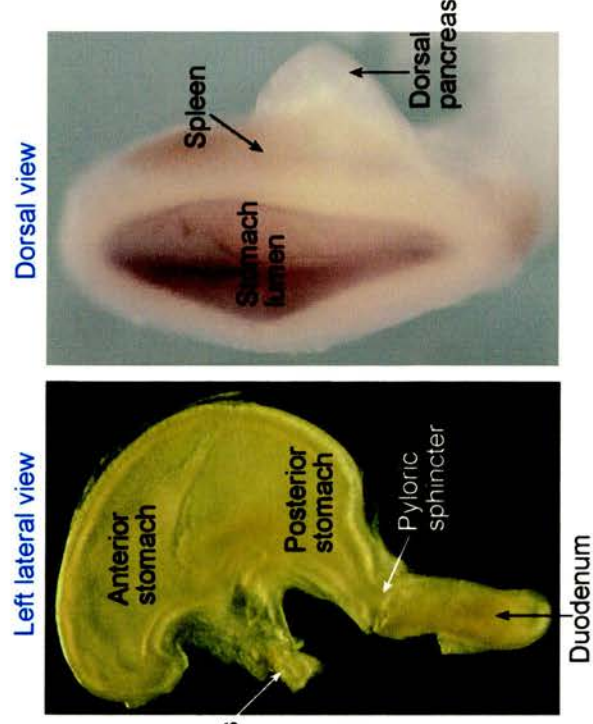 Left lateral view
Anterior
stomach
Posterior
stomach
Pyloric
sphincter
Duodenum
Dorsal view
Spleen
Stomach
lumen
Dorsal
pancreas